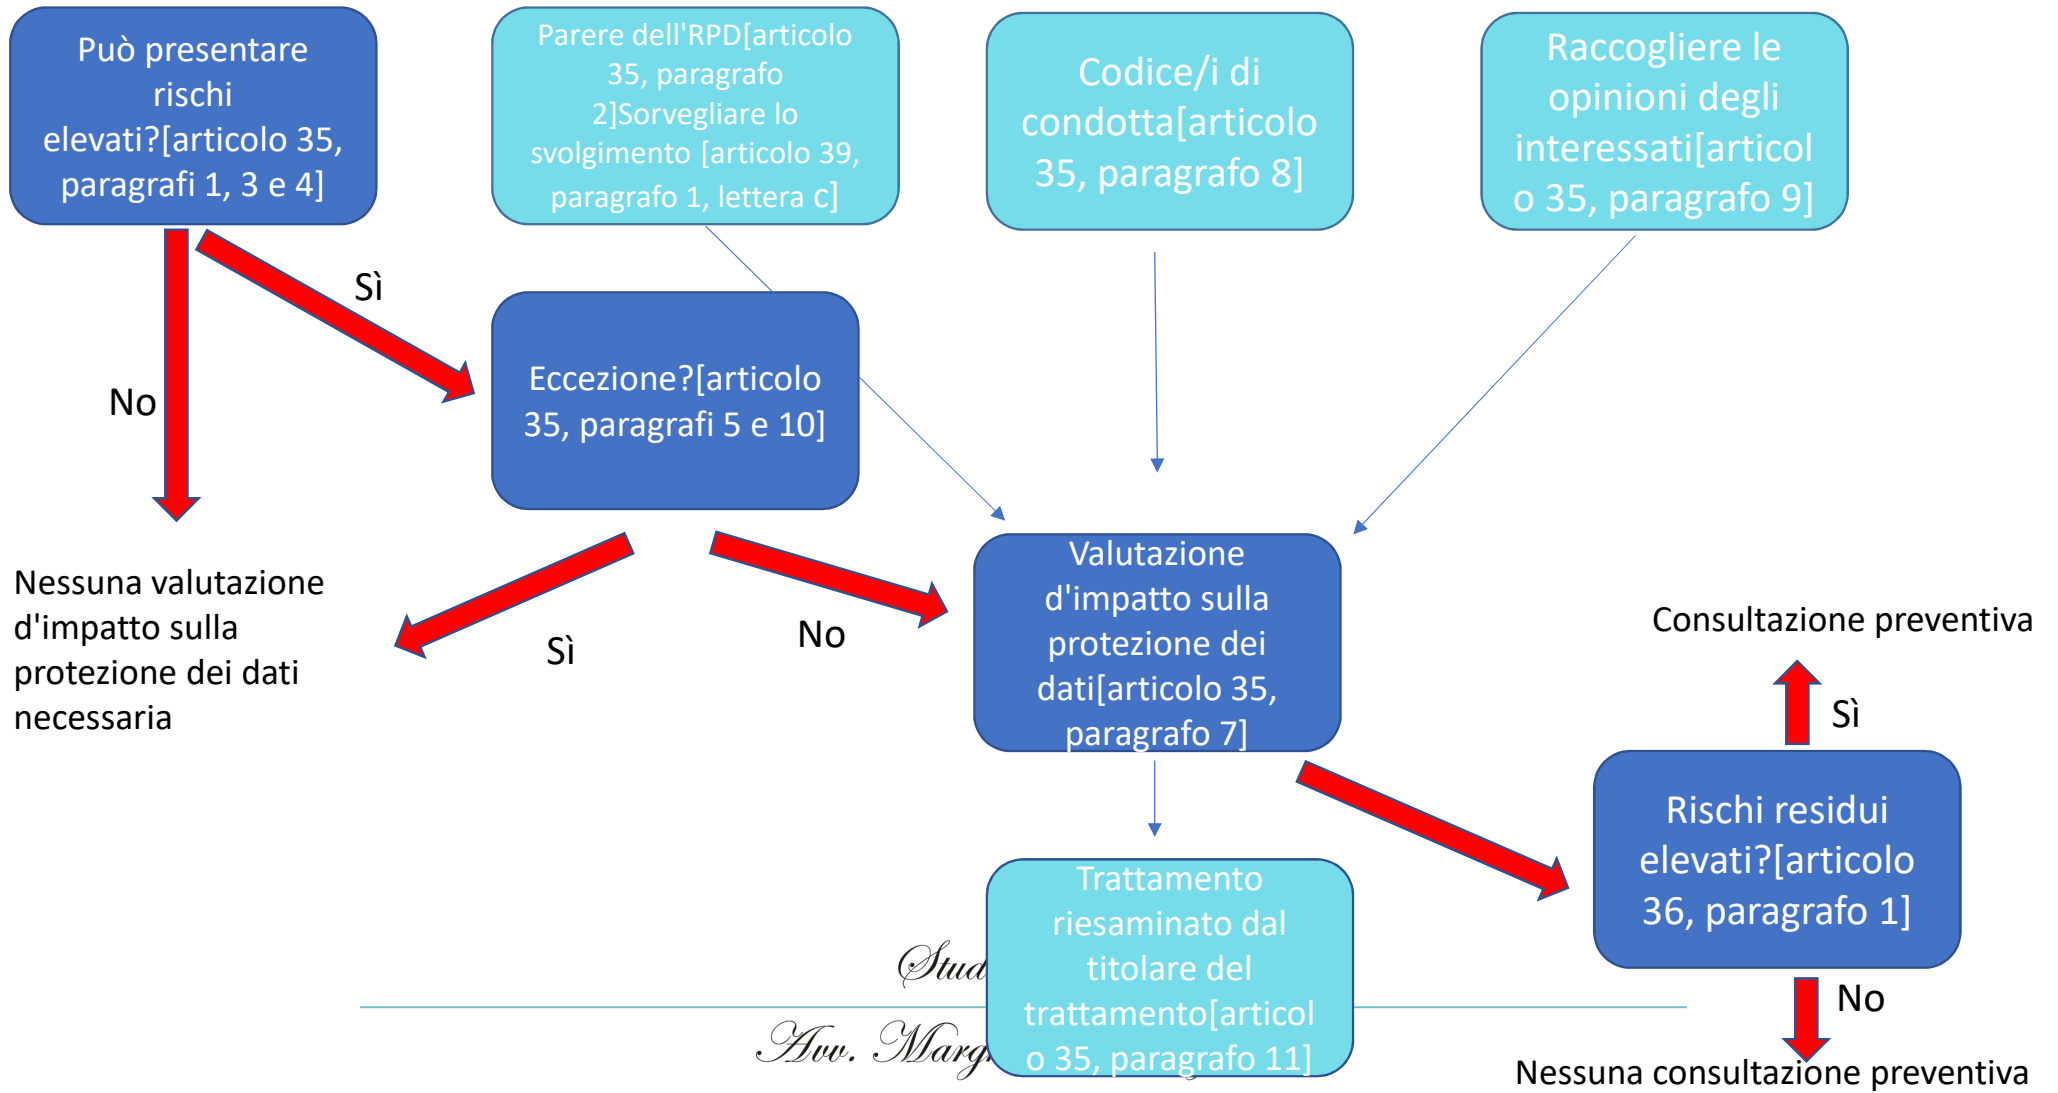 Può presentare
rischi
elevati?[articolo 35,
paragrafi 1, 3 e 4]
Parere dell'RPD[articolo
35, paragrafo
2]Sorvegliare lo
svolgimento [articolo 39,
paragrafo 1, lettera c]
Codice/i di
condotta[articolo
35, paragrafo 8]
Raccogliere le
opinioni degli
interessati[articol
o 35, paragrafo 9]
Sì
No
Eccezione?[articolo
35, paragrafi 5 e 10]
Nessuna valutazione
d'impatto sulla
protezione dei dati
necessaria
Sì
No
Valutazione
d'impatto sulla
protezione dei
dati[articolo 35,
paragrafo 7]
Consultazione preventiva
Sì
Rischi residui
elevati?[articolo
36, paragrafo 1]
No
Nessuna consultazione preventiva
Trattamento
riesaminato dal
titolare del
trattamento[articol
o 35, paragrafo 11]
Stud
Avv. Marg